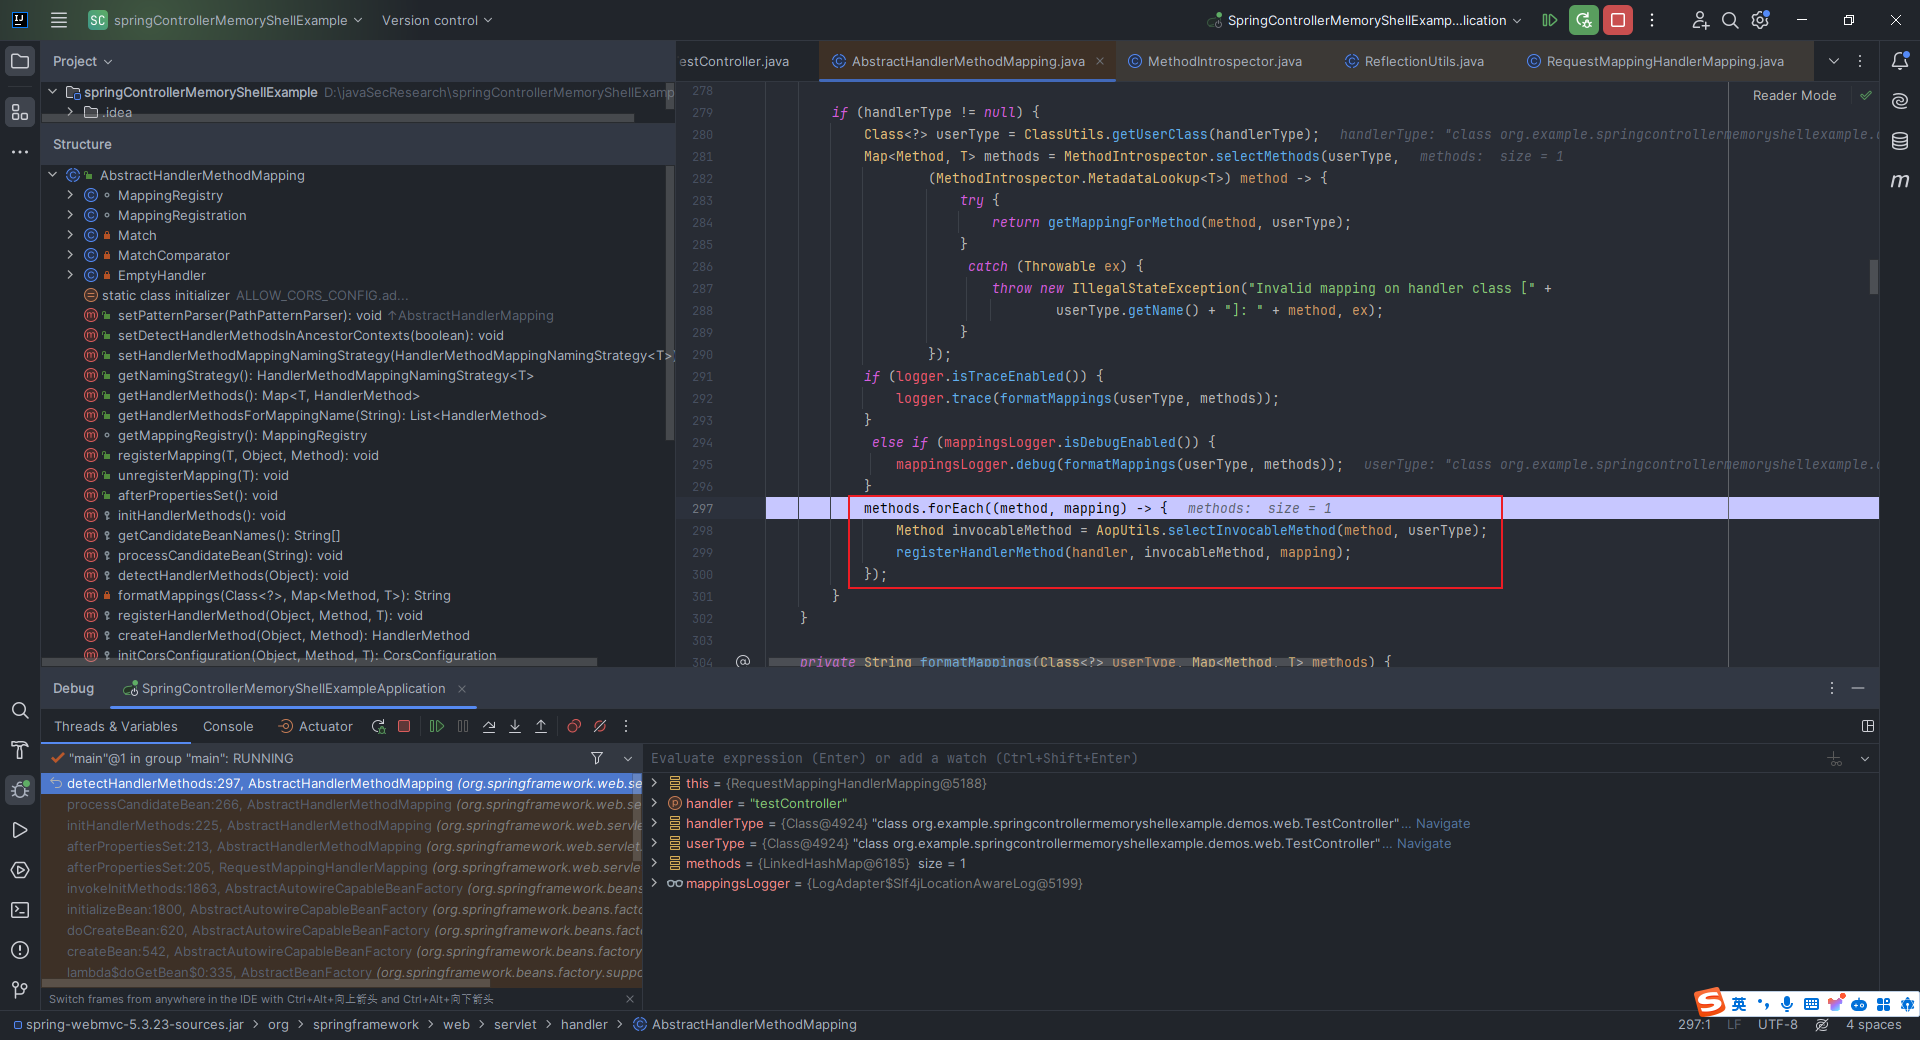 SC springControllerMemoryShellExample Version control SpringControllerMemoryShellExamp...lication
Project
springControllerMemoryShellExample D:\javaSecResearch\springControllerMemoryShellExamp
.idea
Structure
AbstractHandlerMethodMapping
MappingRegistry
MappingRegistration
Match
MatchComparator
EmptyHandler
static class initializer ALLOW_CORS_CONFIG.ad...
setPatternParser(PathPatternParser): void ↑AbstractHandlerMapping
setDetectHandlerMethodsInAncestorContexts(boolean): void
setHandlerMethodMappingNamingStrategy(HandlerMethodMappingNamingStrategy<T>)
getNamingStrategy(): HandlerMethodMappingNamingStrategy<T>
getHandlerMethods(): Map<T, HandlerMethod>
getHandlerMethodsForMappingName(String): List<HandlerMethod>
getMappingRegistry(): MappingRegistry
registerMapping(T, Object, Method): void
unregisterMapping(T): void
afterPropertiesSet(): void
initHandlerMethods(): void
getCandidateBeanNames(): String[]
processCandidateBean(String): void
detectHandlerMethods(Object): void
formatMappings(Class<?>, Map<Method, T>): String
registerHandlerMethod(Object, Method, T): void
createHandlerMethod(Object, Method): HandlerMethod
initCorsConfiguration(Object, Method, T): CorsConfiguration
estController.java AbstractHandlerMethodMapping.java MethodIntrospector.java ReflectionUtils.java RequestMappingHandlerMapping.java
Reader Mode
278
279 if (handlerType != null) {
280 Class<?> userType = ClassUtils.getUserClass(handlerType); handlerType: "class org.example.springcontrollermemoryshellexample.
281 Map<Method, T> methods = MethodIntrospector.selectMethods(userType, methods: size = 1
282 (MethodIntrospector.MetadataLookup<T>) method -> {
283 try {
284 return getMappingForMethod(method, userType);
285 }
286 catch (Throwable ex) {
287 throw new IllegalStateException("Invalid mapping on handler class [" +
288 userType.getName() + "]: " + method, ex);
289 }
290 });
291 if (logger.isTraceEnabled()) {
292 logger.trace(formatMappings(userType, methods));
293 }
294 else if (mappingsLogger.isDebugEnabled()) {
295 mappingsLogger.debug(formatMappings(userType, methods)); userType: "class org.example.springcontrollermemoryshellexample.
296 }
297 methods.forEach((method, mapping) -> { methods: size = 1
298 Method invocableMethod = AopUtils.selectInvocableMethod(method, userType);
299 registerHandlerMethod(handler, invocableMethod, mapping);
300 });
301 }
302 }
303
304 @ private String formatMappings(Class<?> userType, Map<Method, T> methods) {
Debug SpringControllerMemoryShellExampleApplication
Threads & Variables Console Actuator
"main"@1 in group "main": RUNNING
detectHandlerMethods:297, AbstractHandlerMethodMapping (org.springframework.web.se
processCandidateBean:266, AbstractHandlerMethodMapping (org.springframework.web.se
initHandlerMethods:225, AbstractHandlerMethodMapping (org.springframework.web.servle
afterPropertiesSet:213, AbstractHandlerMethodMapping (org.springframework.web.servlet.
afterPropertiesSet:205, RequestMappingHandlerMapping (org.springframework.web.servle
invokeInitMethods:1863, AbstractAutowireCapableBeanFactory (org.springframework.beans
initializeBean:1800, AbstractAutowireCapableBeanFactory (org.springframework.beans.facto
doCreateBean:620, AbstractAutowireCapableBeanFactory (org.springframework.beans.facto
createBean:542, AbstractAutowireCapableBeanFactory (org.springframework.beans.factory
lambda$doGetBean$0:335, AbstractBeanFactory (org.springframework.beans.factory.suppo
Switch frames from anywhere in the IDE with Ctrl+Alt+向上箭头 and Ctrl+Alt+向下箭头
Evaluate expression (Enter) or add a watch (Ctrl+Shift+Enter)
this = {RequestMappingHandlerMapping@5188}
handler = "testController"
handlerType = {Class@4924} "class org.example.springcontrollermemoryshellexample.demos.web.TestController"... Navigate
userType = {Class@4924} "class org.example.springcontrollermemoryshellexample.demos.web.TestController"... Navigate
methods = {LinkedHashMap@6185} size = 1
mappingsLogger = {LogAdapter$Slf4jLocationAwareLog@5199}
英
spring-webmvc-5.3.23-sources.jar > org > springframework > web > servlet > handler > AbstractHandlerMethodMapping
297:1 LF UTF-8 4 spaces